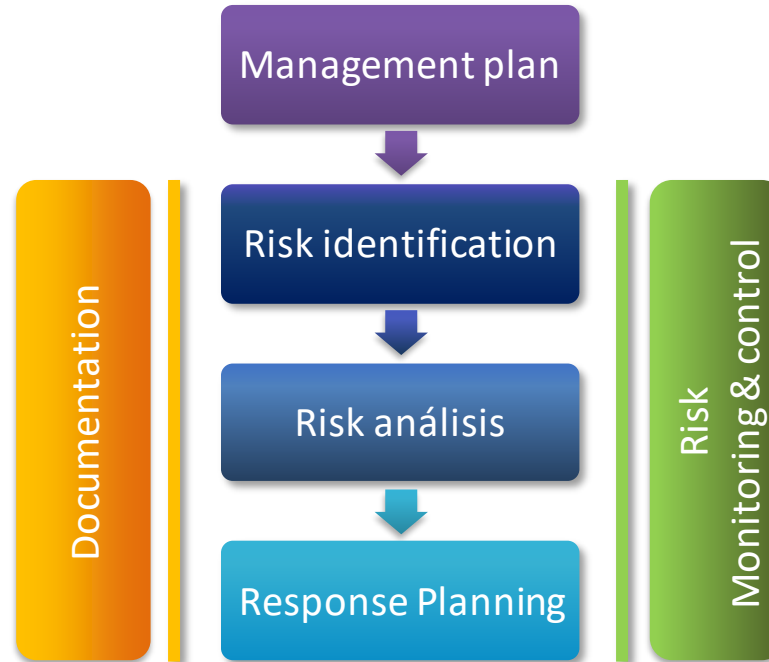 Management plan
Risk identification
Risk análisis
Response Planning
Documentation
Risk
Monitoring & control